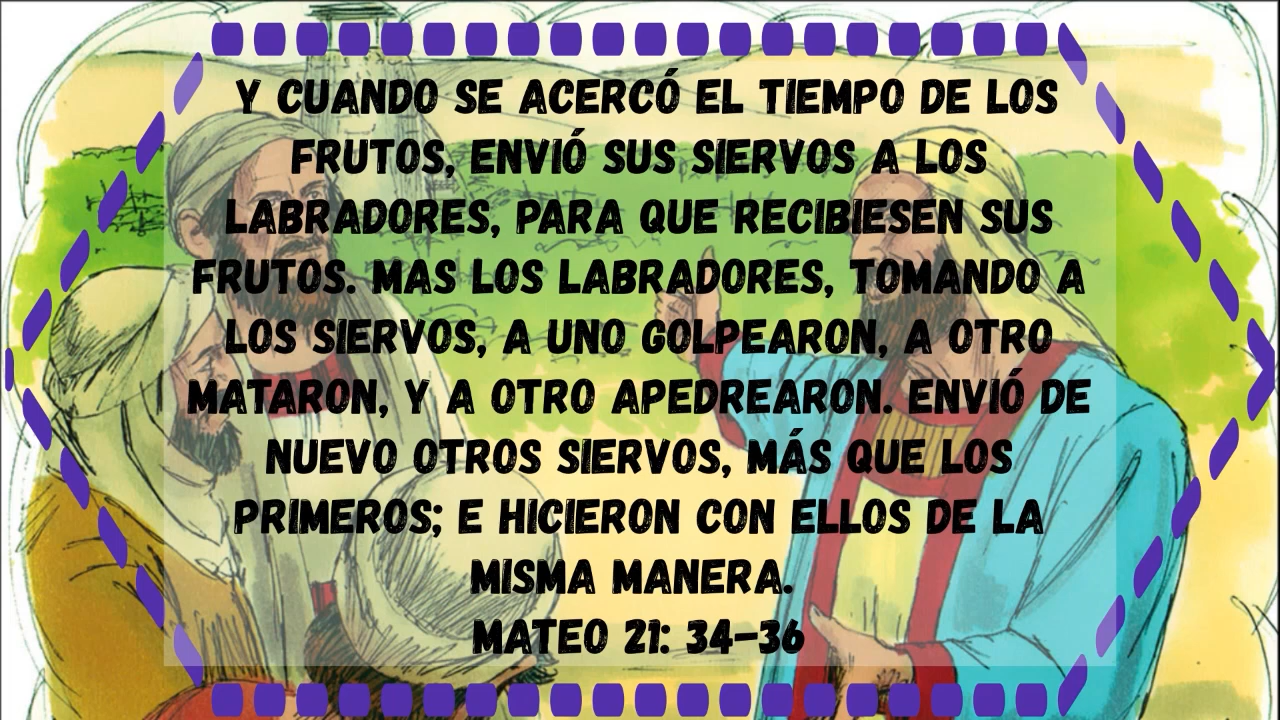 Y CUANDO SE ACERCÓ EL TIEMPO DE LOS
FRUTOS, ENVIÓ SUS SIERVOS A LOS
LABRADORES, PARA QUE RECIBIESEN SUS
FRUTOS. MAS LOS LABRADORES, TOMANDO A
LOS SIERVOS, A UNO GOLPEARON, A OTRO
MATARON, Y A OTRO APEDREARON. ENVIÓ DE
NUEVO OTROS SIERVOS, MÁS QUE LOS
PRIMEROS; E HICIERON CON ELLOS DE LA
MISMA MANERA.
MATEO 21: 34-36